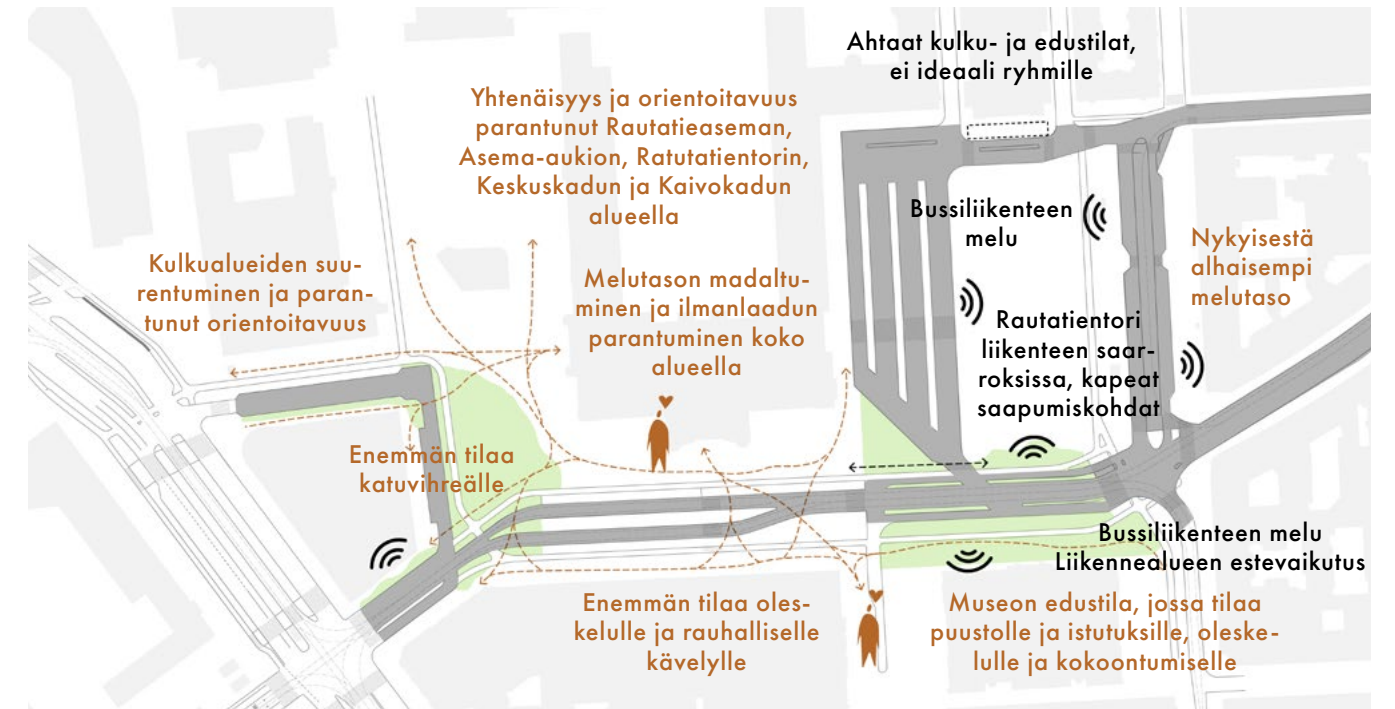 Ahtaat kulku- ja edustilat,
ei ideaali ryhmille
Yhtenäisyys ja orientoitavuus
parantunut Rautatieaseman,
Asema-aukion, Ratutatientorin,
Keskuskadun ja Kaivokadun
alueella
Bussiliikenteen
melu
Nykyisestä
alhaisempi
melutaso
Kulkualueiden suu-
rentuminen ja paran-
tunut orientoitavuus
Melutason madaltu-
minen ja ilmanlaadun
parantuminen koko
alueella
Rautatientori
liikenteen saar-
roksissa, kapeat
saapumiskohdat
Enemmän tilaa
katuvihreälle
Bussiliikenteen melu
Liikennealueen estevaikutus
Enemmän tilaa oles-
kelulle ja rauhalliselle
kävelylle
Museon edustila, jossa tilaa
puustolle ja istutuksille, oleske-
lulle ja kokoontumiselle